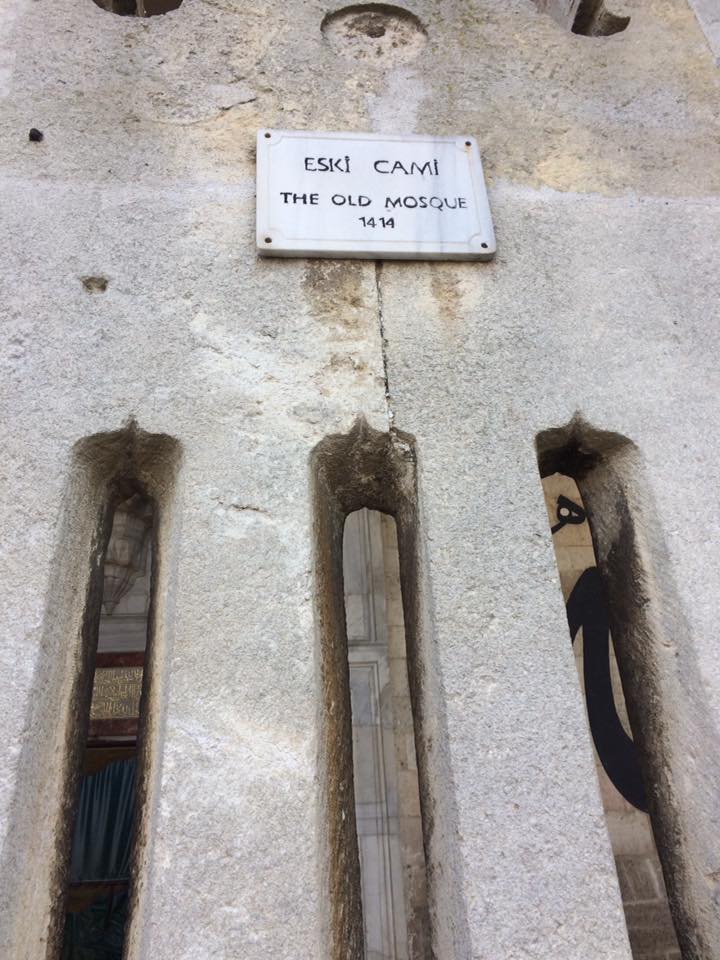 ESKİ CAMİ
THE OLD MOSQUE
1414